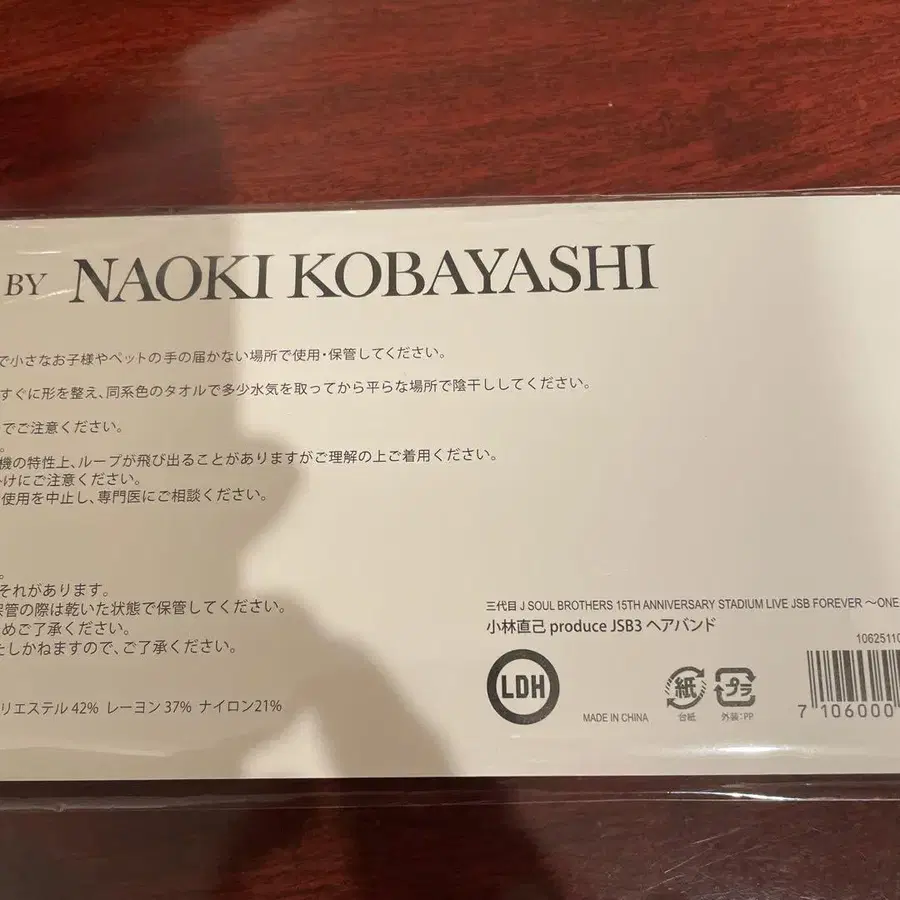 BY NAOKI KOBAYASHI
で小さなお子様やペットの手の届かない場所で使用・保管してください。
すぐに形を整え、同系色のタオルで多少水気を取ってから平らな場所で陰干ししてください。
でご注意ください。
。
機の特性上、ループが飛び出ることがありますがご理解の上ご着用ください。
けにご注意ください。
使用を中止し、専門医にご相談ください。
。
それがあります。
保管の際は乾いた状態で保管してください。
めご了承ください。
たしかねますので、ご了承ください。
リエステル 42% レーヨン 37% ナイロン21%
三代目 J SOUL BROTHERS 15TH ANNIVERSARY STADIUM LIVE JSB FOREVER ～ONE
小林直己 produce JSB3 ヘアバンド
LDH
MADE IN CHINA
紙
台紙
プラ
外装:PP
1062511
7 106000